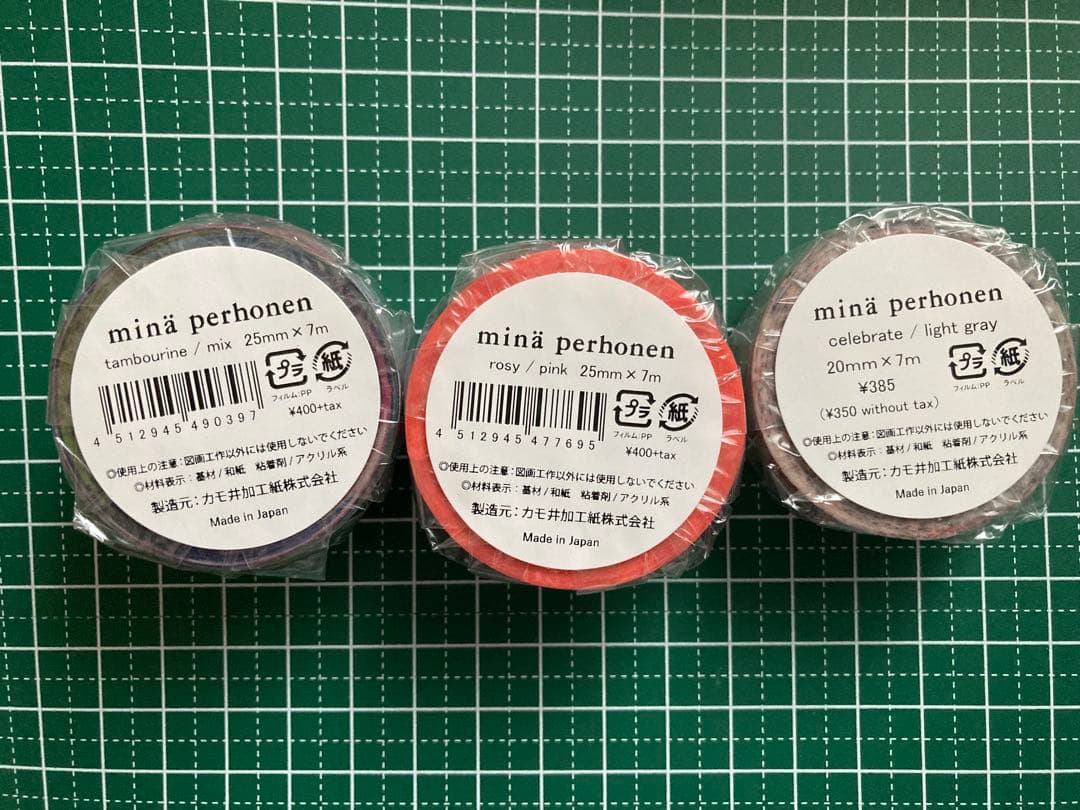 minä perhonen
tambourine / mix 25mm×7m
プラ 紙
フィルム:PP ラベル
4 512945 490397
¥400+tax
◎使用上の注意:図画工作以外には使用しないでください
◎材料表示:基材/和紙 粘着剤/アクリル系
製造元:カモ井加工紙株式会社
Made in Japan
minä perhonen
rosy / pink 25mm×7m
プラ 紙
フィルム:PP ラベル
4 512945 477695
¥400+tax
◎使用上の注意:図画工作以外には使用しないでください
◎材料表示:基材/和紙 粘着剤/アクリル系
製造元:カモ井加工紙株式会社
Made in Japan
minä perhonen
celebrate / light gray
20mm×7m
¥385
(¥350 without tax)
プラ 紙
フィルム:PP ラベル
◎使用上の注意:図画工作以外には使用しないでください
◎材料表示:基材/和紙 粘着剤/アクリル系
製造元:カモ井加工紙株式会社
Made in Japan